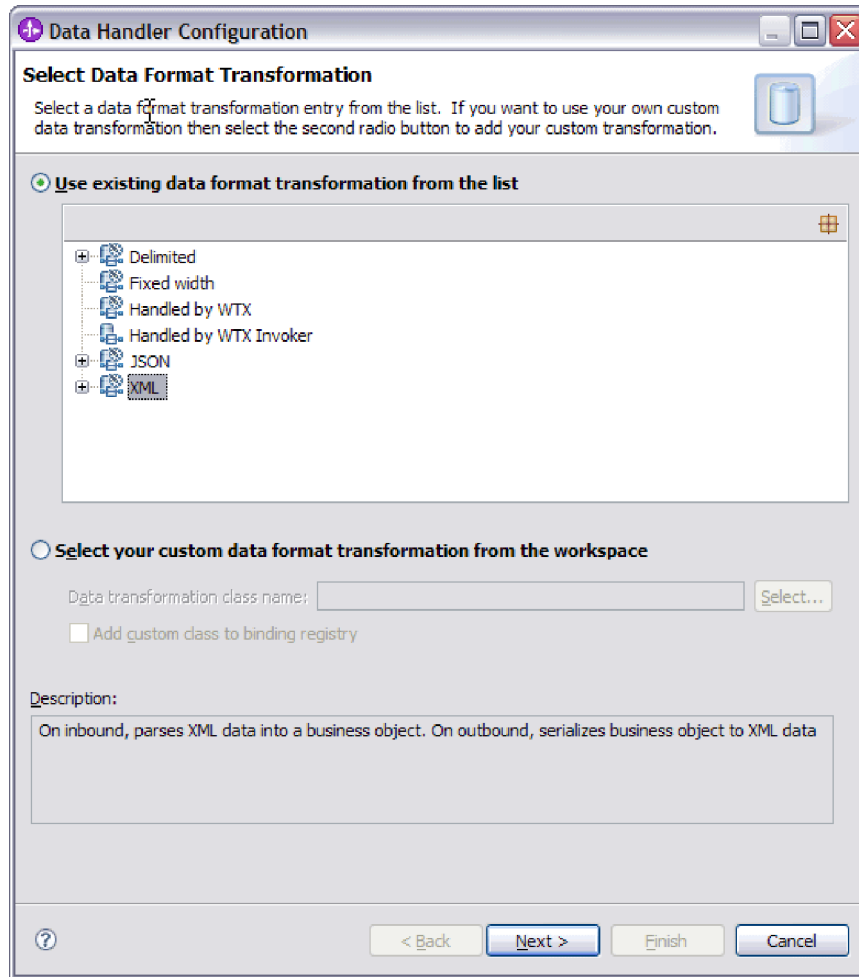 Data Handler Configuration
Select Data Format Transformation
Select a data format transformation entry from the list. If you want to use your own custom
data transformation then select the second radio button to add your custom transformation.
Use existing data format transformation from the list
Delimited
Fixed width
Handled by WTX
Handled by WTX Invoker
JSON
XML
Select your custom data format transformation from the workspace
Data transformation class name:
Select...
Add custom class to binding registry
Description:
On inbound, parses XML data into a business object. On outbound, serializes business object to XML data
?
< Back
Next >
Finish
Cancel